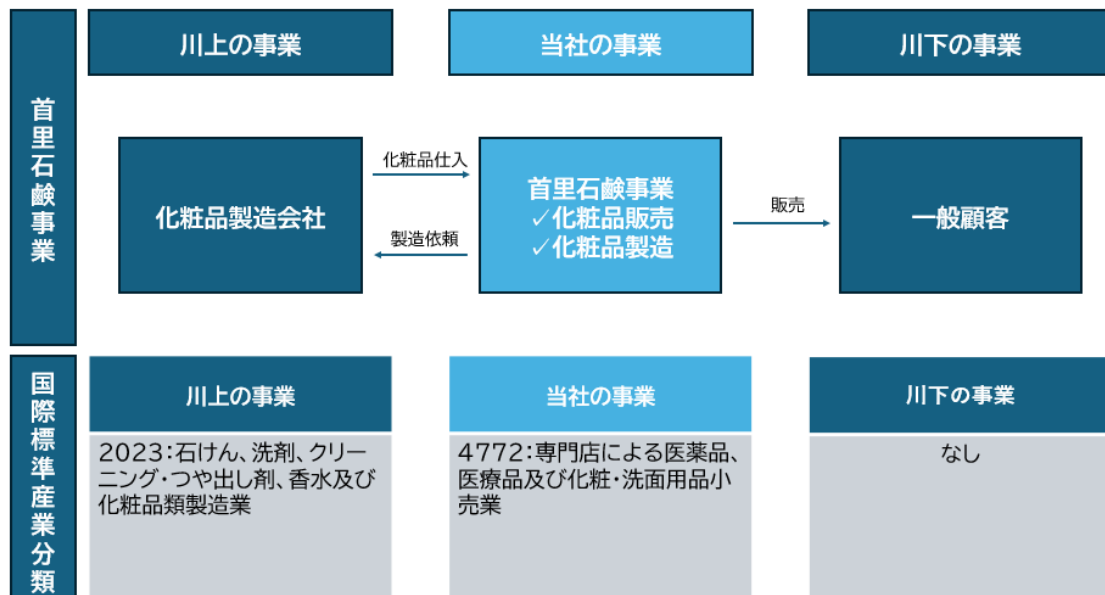 首里石鹸事業
川上の事業
当社の事業
川下の事業
化粧品製造会社
化粧品仕入
製造依頼
首里石鹸事業
✓化粧品販売
✓化粧品製造
販売
一般顧客
国際標準産業分類
川上の事業
当社の事業
川下の事業
2023:石けん、洗剤、クリー
ニング・つや出し剤、香水及び
化粧品類製造業
4772:専門店による医薬品、
医療品及び化粧・洗面用品小
売業
なし